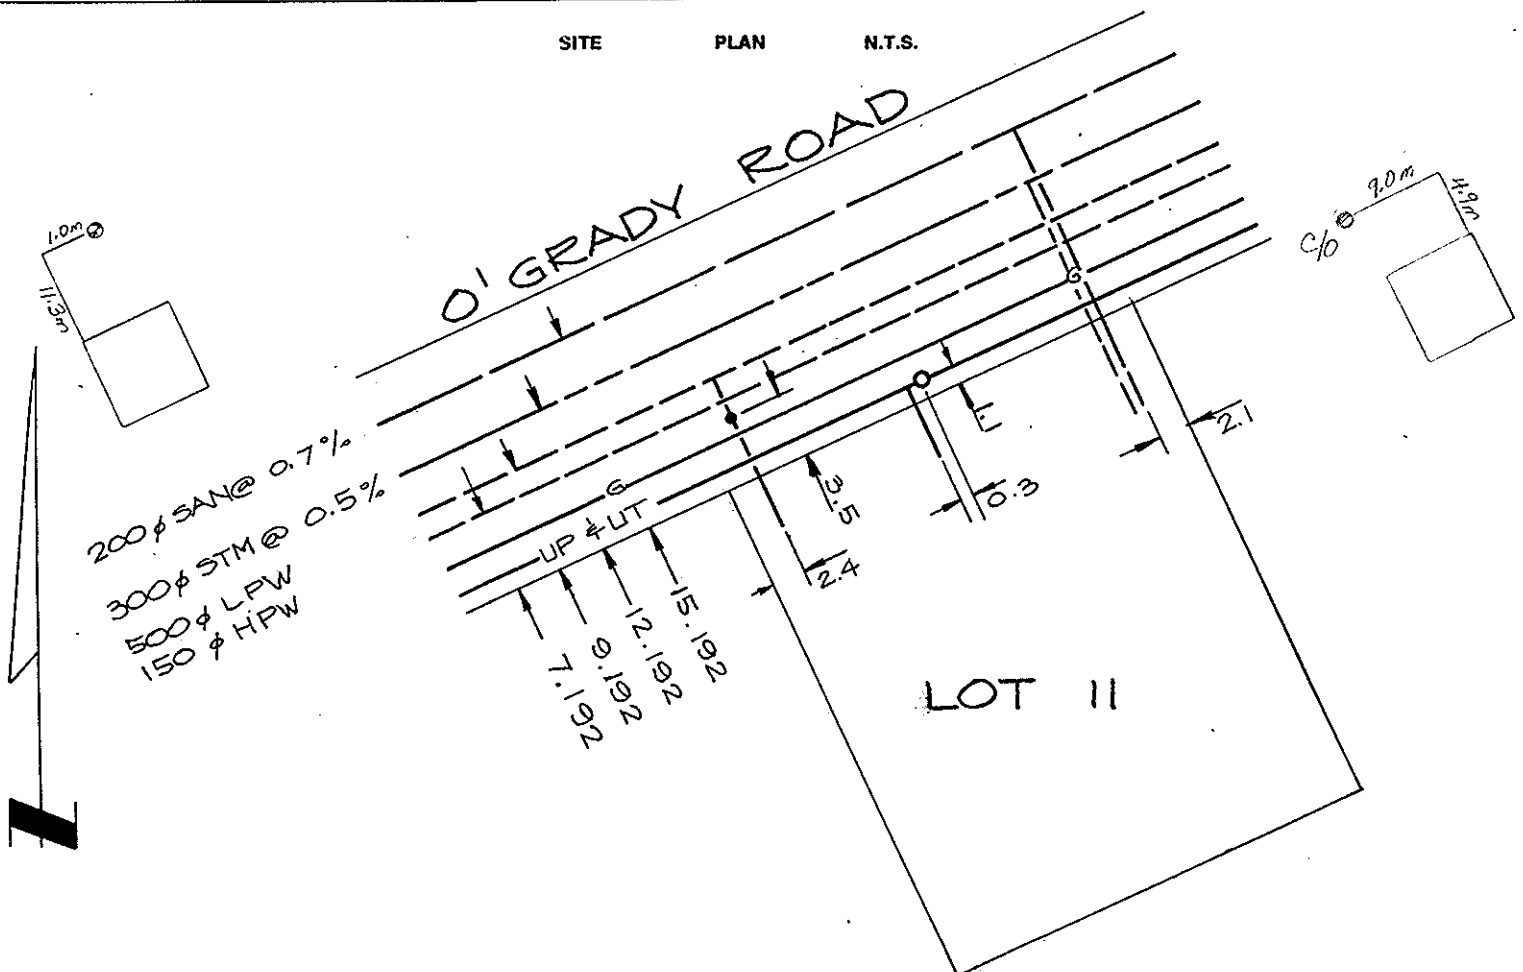 SITE PLAN N.T.S.
O' GRADY ROAD
1.0m
11.3m
9.0m
4.9m
C/O
200 ϕ SAN @ 0.7%
300 ϕ STM @ 0.5%
500 ϕ LPW
150 ϕ HPW
G
G
UP & UT
7.192
9.192
12.192
15.192
3.5
2.4
0.3
2.1
LOT 11